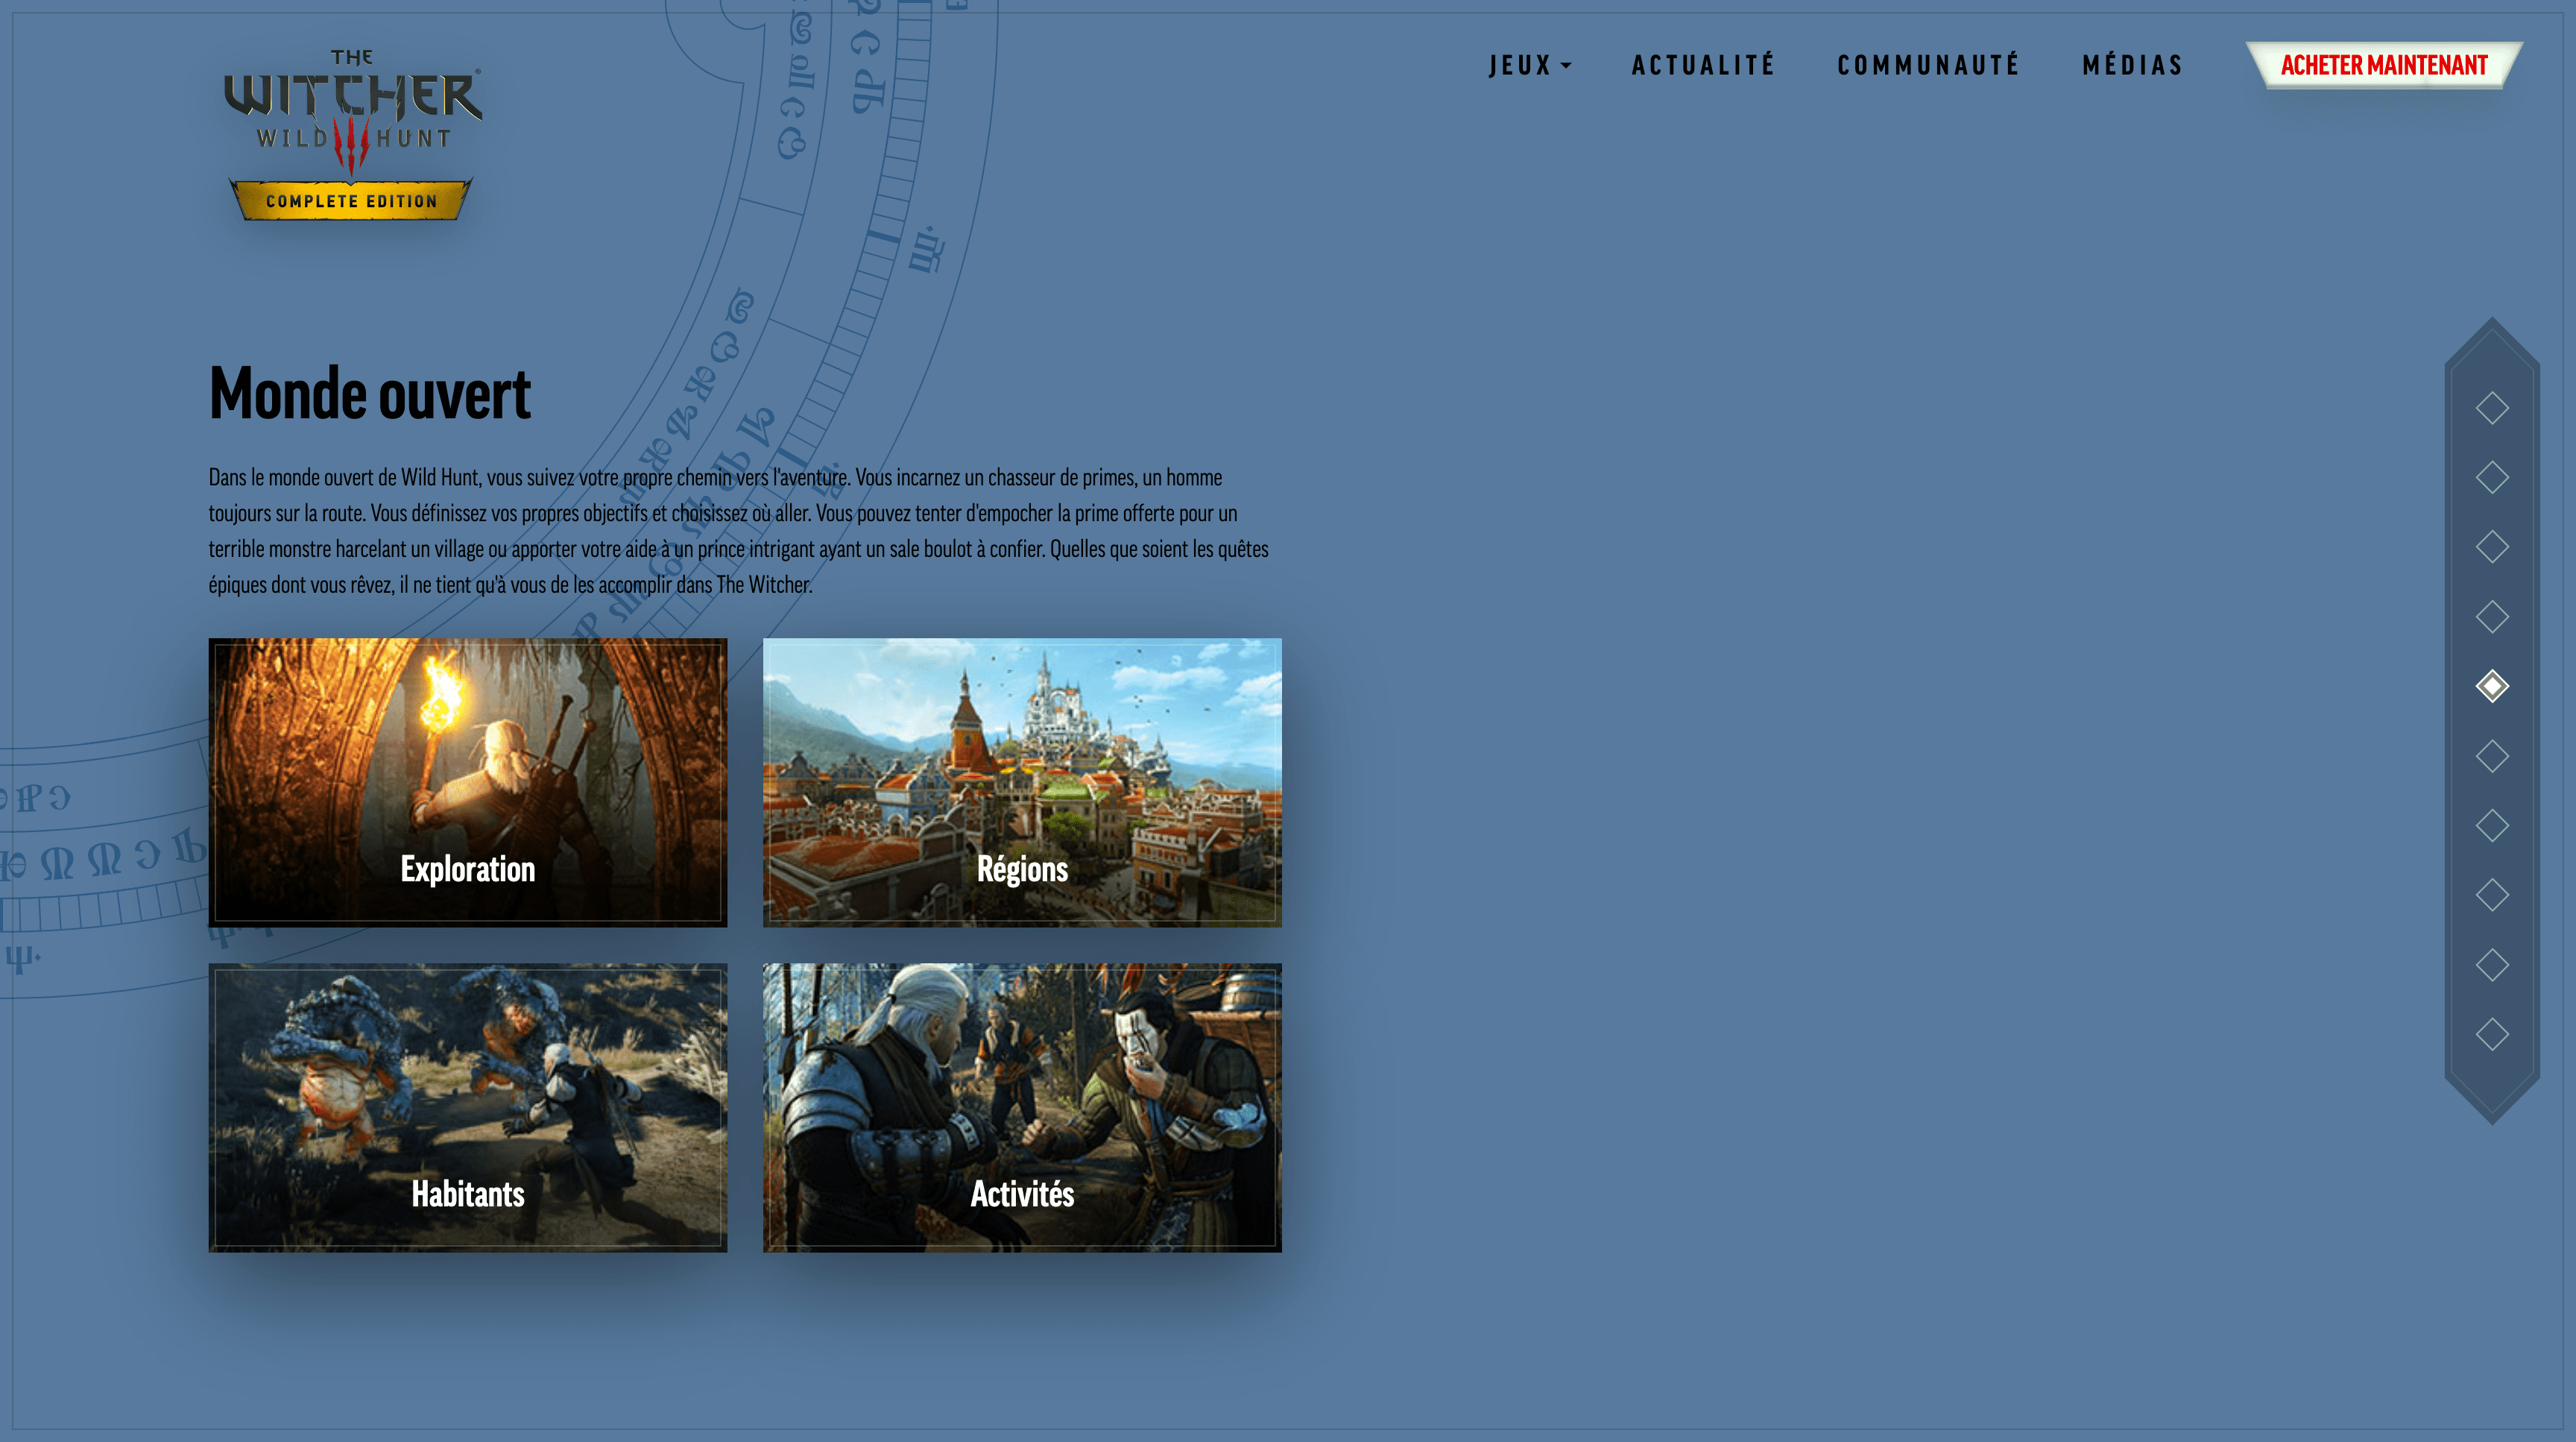 THE
WITCHER
WILD HUNT
COMPLETE EDITION
JEUX
ACTUALITÉ
COMMUNAUTÉ
MÉDIAS
ACHETER MAINTENANT
Monde ouvert
Dans le monde ouvert de Wild Hunt, vous suivez votre propre chemin vers l'aventure. Vous incarnez un chasseur de primes, un homme
toujours sur la route. Vous définissez vos propres objectifs et choisissez où aller. Vous pouvez tenter d'empocher la prime offerte pour un
terrible monstre harcelant un village ou apporter votre aide à un prince intrigant ayant un sale boulot à confier. Quelles que soient les quêtes
épiques dont vous rêvez, il ne tient qu'à vous de les accomplir dans The Witcher.
Exploration
Régions
Habitants
Activités